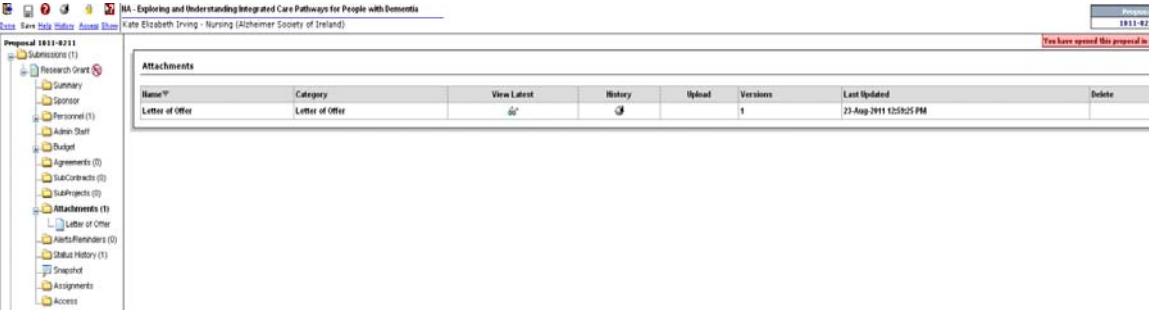 NA - Exploring and Understanding Integrated Care Pathways for People with Dementia
Done Save Help History Access Show
Kate Elizabeth Irving - Nursing (Alzheimer Society of Ireland)
Proposal
1011-02
You have opened this proposal in
Proposal 1011-0211
Submissions (1)
Research Grant
Summary
Sponsor
Personnel (1)
Admin Staff
Budget
Agreements (0)
SubContracts (0)
SubProjects (0)
Attachments (1)
Letter of Offer
Alerts/Reminders (0)
Status History (1)
Snapshot
Assignments
Access
Attachments
Name Category View Latest History Upload Versions Last Updated Delete
Letter of Offer Letter of Offer 1 23-Aug-2011 12:59:25 PM